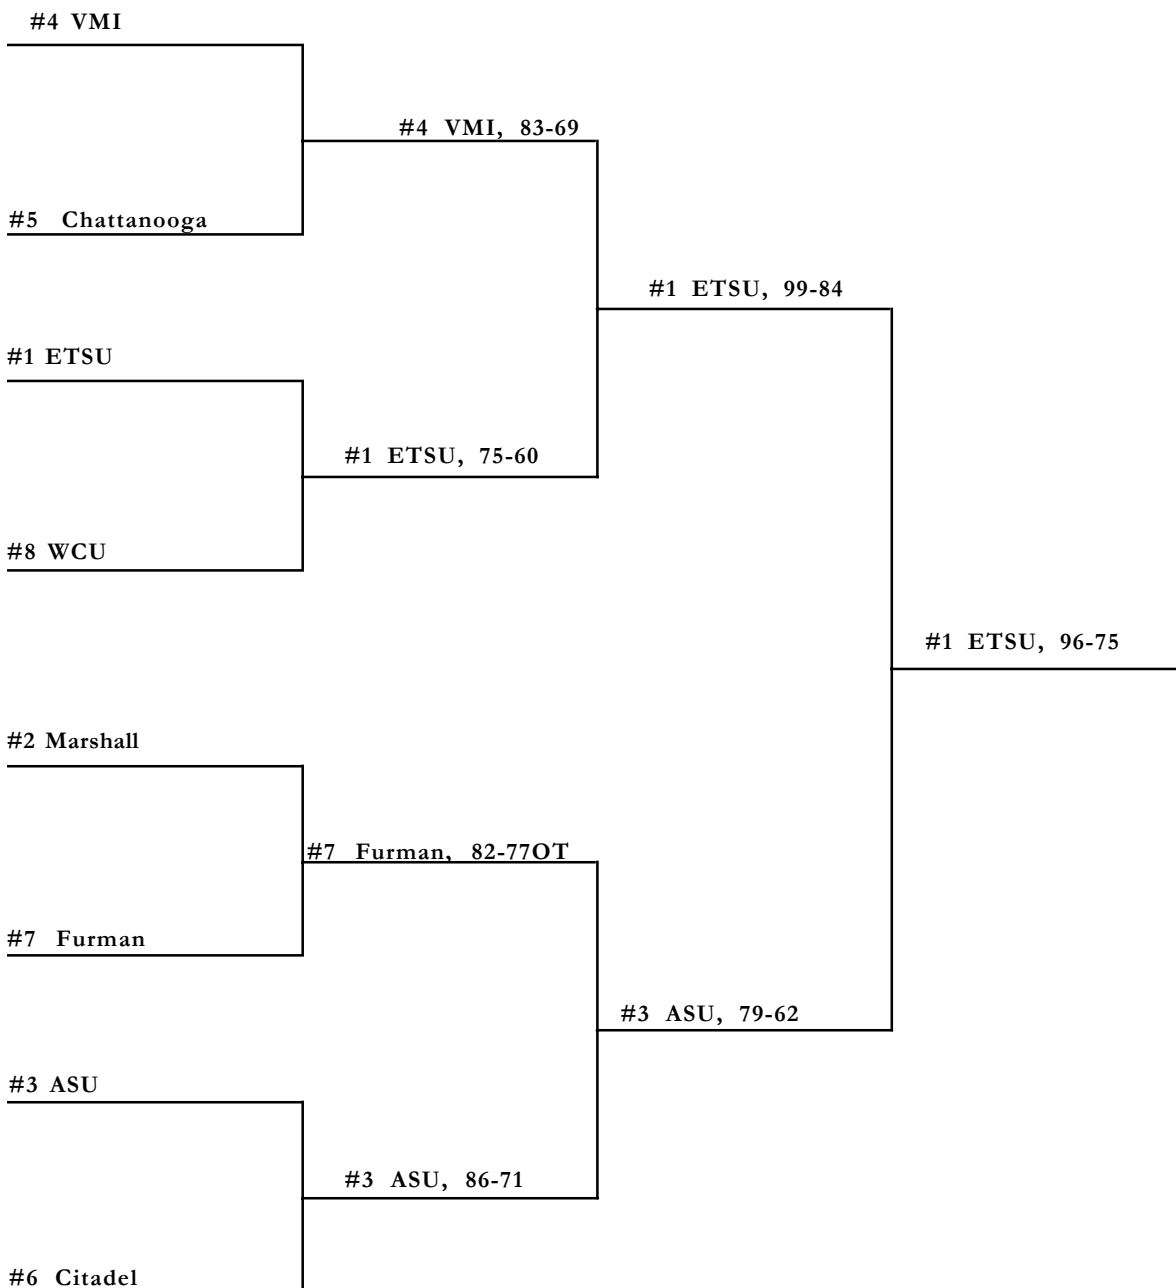 #4 VMI
#4 VMI, 83-69
#5 Chattanooga
#1 ETSU, 99-84
#1 ETSU
#1 ETSU, 75-60
#8 WCU
#1 ETSU, 96-75
#2 Marshall
#7 Furman, 82-77OT
#7 Furman
#3 ASU, 79-62
#3 ASU
#3 ASU, 86-71
#6 Citadel